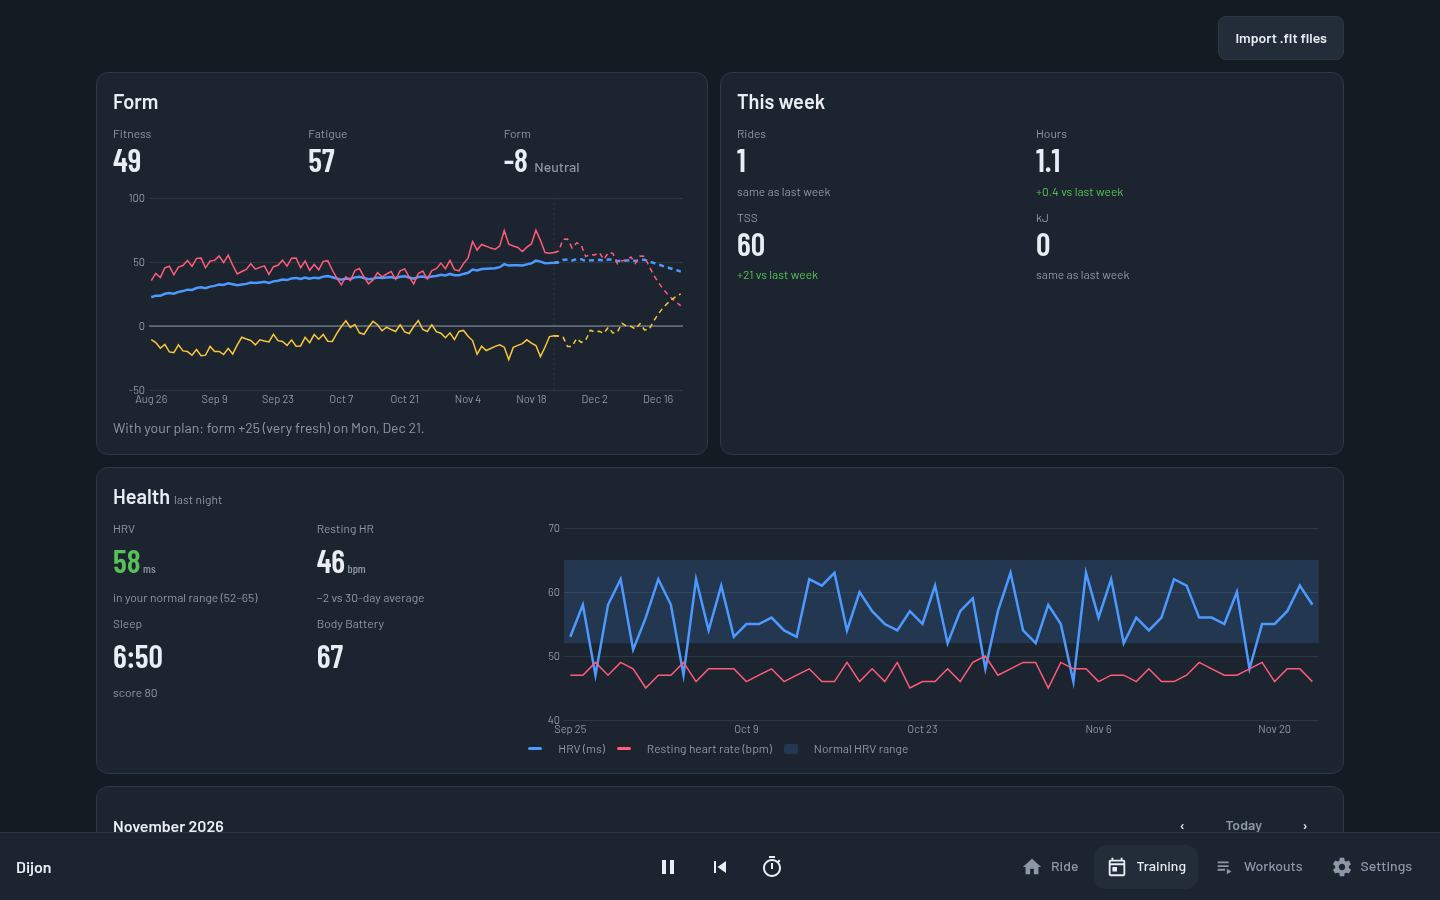 Import .fit files
Form
Fitness
49
Fatigue
57
Form
-8 Neutral
100
50
0
-50
Aug 26
Sep 9
Sep 23
Oct 7
Oct 21
Nov 4
Nov 18
Dec 2
Dec 16
With your plan: form +25 (very fresh) on Mon, Dec 21.
This week
Rides
1
same as last week
Hours
1.1
+0.4 vs last week
TSS
60
+21 vs last week
kJ
0
same as last week
Health last night
HRV
58 ms
in your normal range (52–65)
Resting HR
46 bpm
−2 vs 30-day average
Sleep
6:50
score 80
Body Battery
67
70
60
50
40
Sep 25
Oct 9
Oct 23
Nov 6
Nov 20
HRV (ms)
Resting heart rate (bpm)
Normal HRV range
November 2026
‹
Today
›
Dijon
Ride
Training
Workouts
Settings